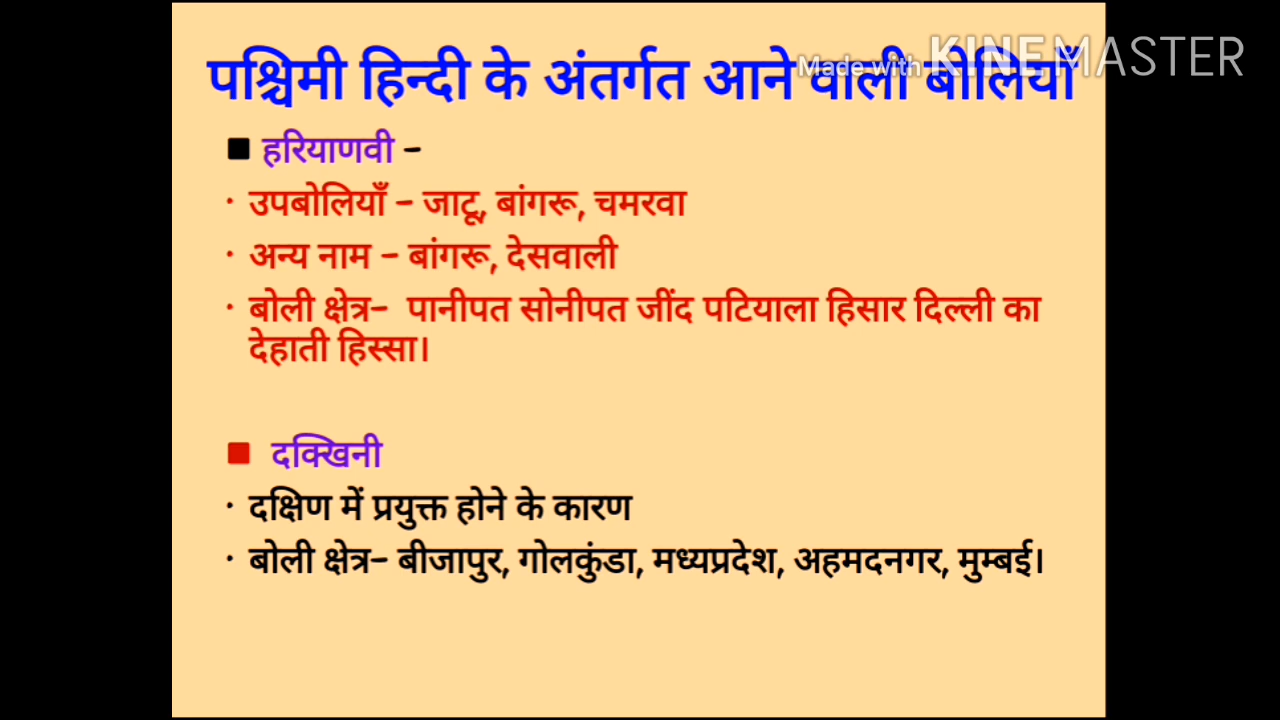 पश्चिमी हिन्दी के अंतर्गत आने वाली बोलियाँ
Made with KINEMASTER
हरियाणवी -
· उपबोलियाँ - जाटू, बांगरू, चमरवा
· अन्य नाम - बांगरू, देसवाली
· बोली क्षेत्र- पानीपत सोनीपत जींद पटियाला हिसार दिल्ली का
देहाती हिस्सा।
दक्खिनी
· दक्षिण में प्रयुक्त होने के कारण
· बोली क्षेत्र- बीजापुर, गोलकुंडा, मध्यप्रदेश, अहमदनगर, मुम्बई।